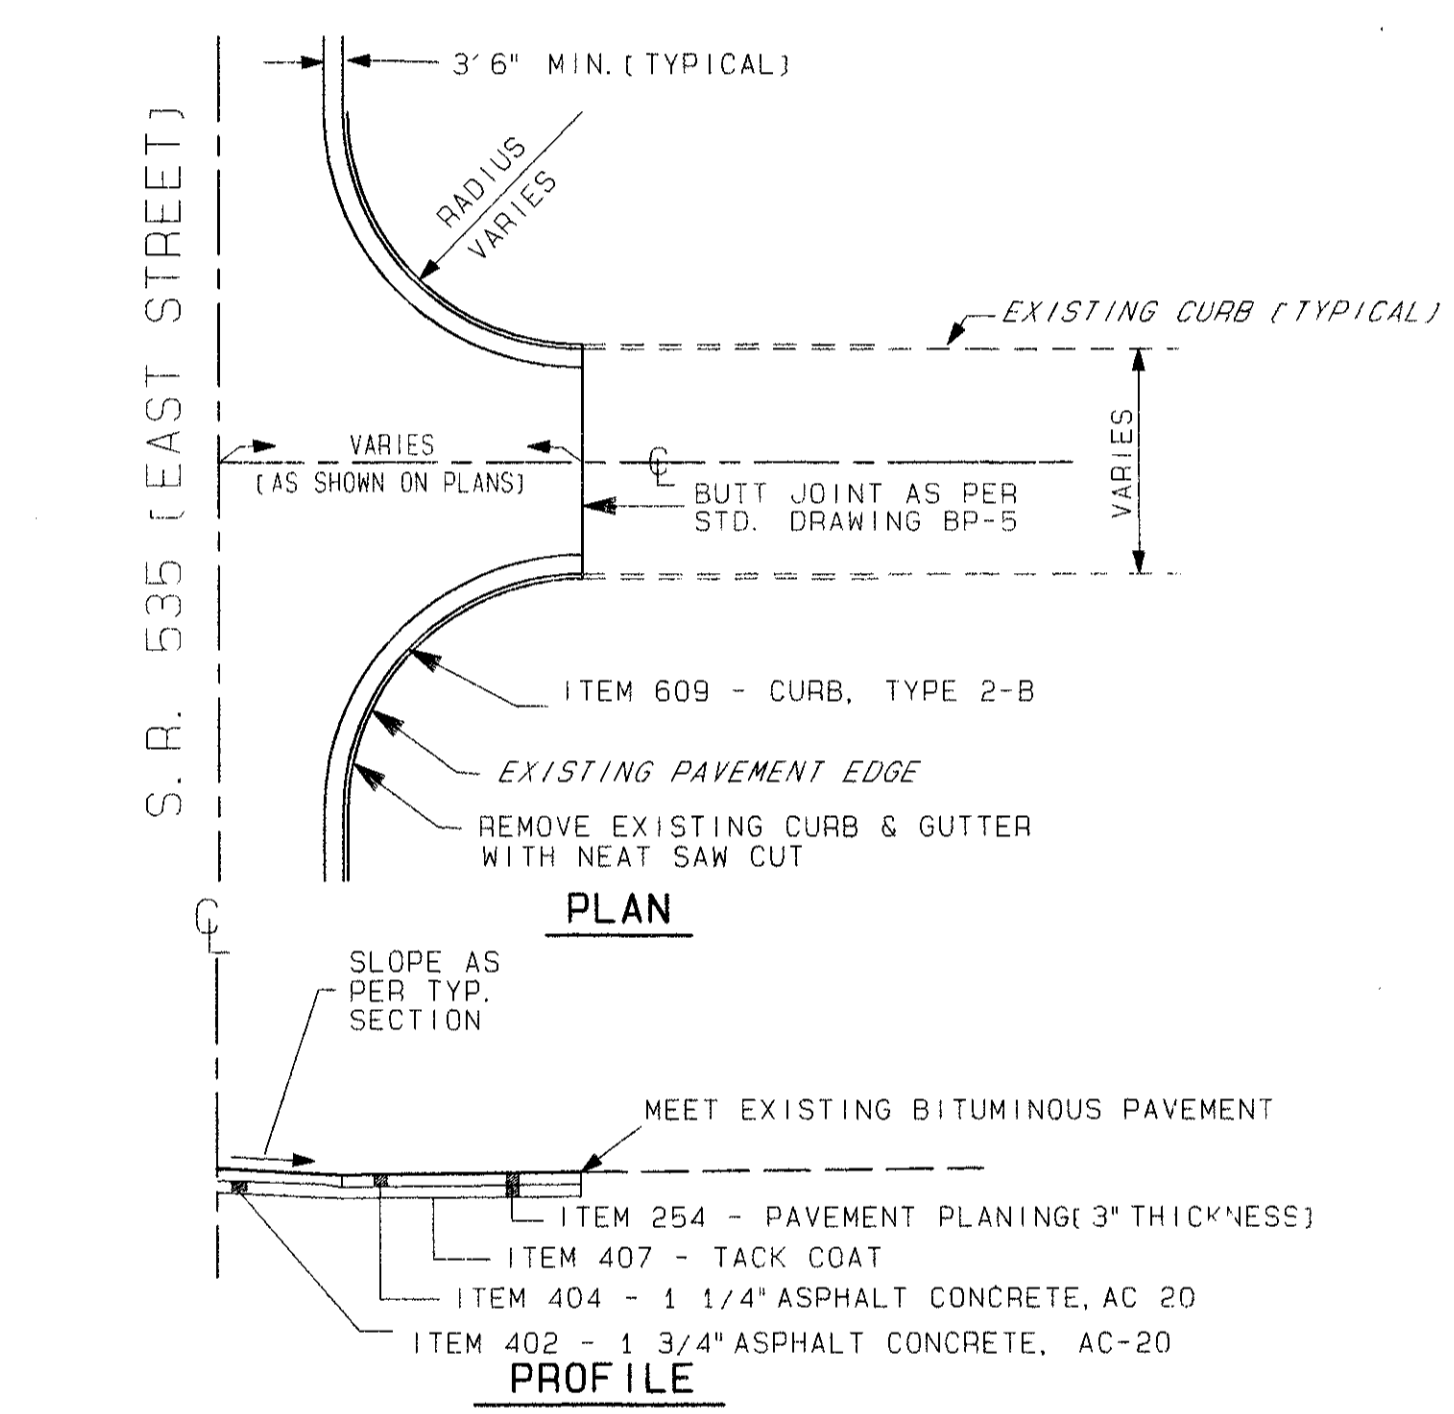 3'6" MIN. (TYPICAL)
S.R. 535 (EAST STREET)
RADIUS
VARIES
EXISTING CURB (TYPICAL)
VARIES
(AS SHOWN ON PLANS)
CL
BUTT JOINT AS PER
STD. DRAWING BP-5
VARIES
ITEM 609 - CURB, TYPE 2-B
EXISTING PAVEMENT EDGE
REMOVE EXISTING CURB & GUTTER
WITH NEAT SAW CUT
PLAN
CL
SLOPE AS
PER TYP.
SECTION
MEET EXISTING BITUMINOUS PAVEMENT
ITEM 254 - PAVEMENT PLANING(3" THICKNESS)
ITEM 407 - TACK COAT
ITEM 404 - 1 1/4" ASPHALT CONCRETE, AC 20
ITEM 402 - 1 3/4" ASPHALT CONCRETE, AC-20
PROFILE